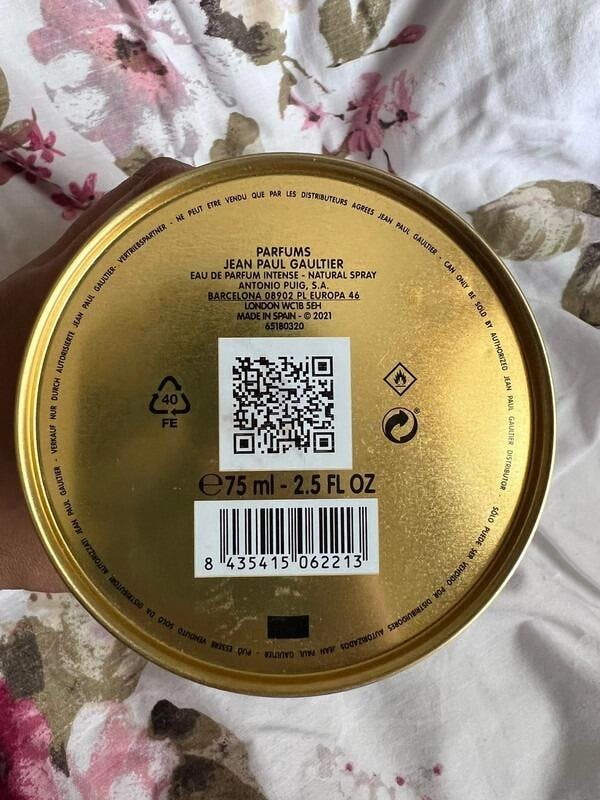 NE PEUT ETRE VENDU QUE PAR LES DISTRIBUTEURS AGREES JEAN PAUL GAULTIER - CAN ONLY BE SOLD BY AUTHORIZED JEAN PAUL GAULTIER DISTRIBUTOR - SÓLO PUEDE SER VENDIDO POR DISTRIBUIDORES AUTORIZADOS JEAN PAUL GAULTIER - PUÒ ESSERE VENDUTO SOLO DA DISTRIBUTORI AUTORIZZATI JEAN PAUL GAULTIER - VERKAUF NUR DURCH AUTORISIERTE JEAN PAUL GAULTIER- VERTRIEBSPARTNER -
PARFUMS
JEAN PAUL GAULTIER
EAU DE PARFUM INTENSE - NATURAL SPRAY
ANTONIO PUIG, S.A.
BARCELONA 08902 PL EUROPA 46
LONDON WC1B 5EH
MADE IN SPAIN - © 2021
65180320
40
FE
℮75 ml - 2.5 FL OZ
8 435415 062213